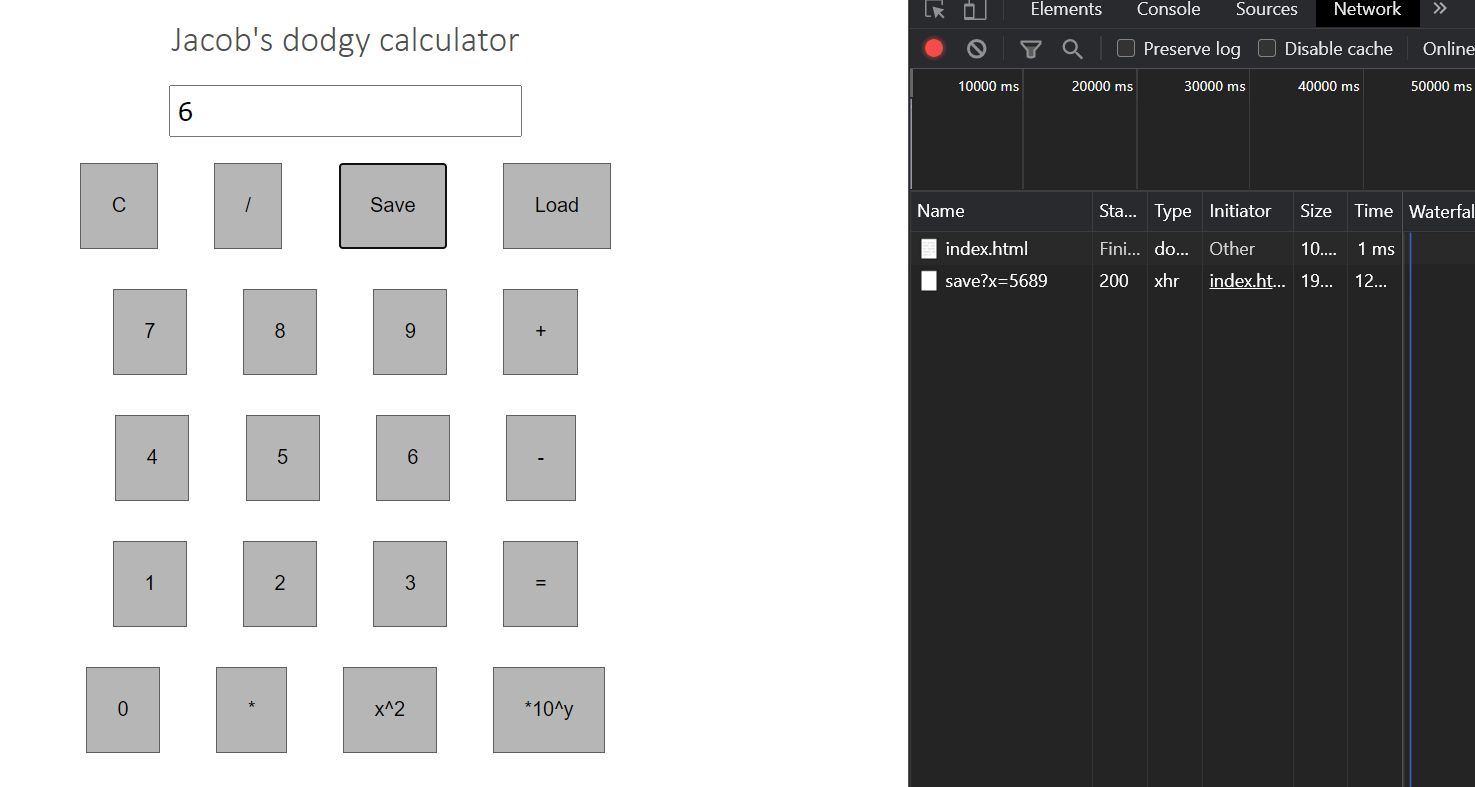 Jacob's dodgy calculator
6
C / Save Load
7 8 9 +
4 5 6 -
1 2 3 =
0 * x^2 *10^y
Elements Console Sources Network »
Preserve log Disable cache Online
10000 ms 20000 ms 30000 ms 40000 ms 50000 ms
Name Sta... Type Initiator Size Time Waterfal
index.html Fini... do... Other 10.... 1 ms
save?x=5689 200 xhr index.ht... 19... 12...